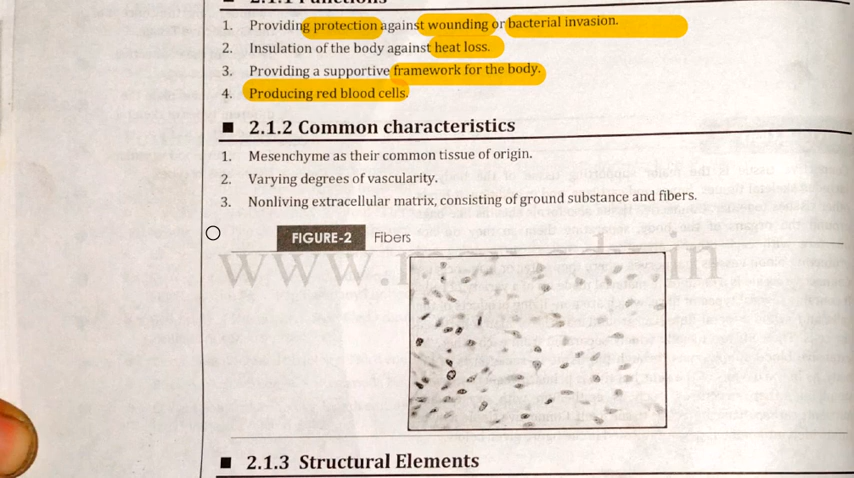 2.1.1 Functions
1. Providing protection against wounding or bacterial invasion.
2. Insulation of the body against heat loss.
3. Providing a supportive framework for the body.
4. Producing red blood cells.
2.1.2 Common characteristics
1. Mesenchyme as their common tissue of origin.
2. Varying degrees of vascularity.
3. Nonliving extracellular matrix, consisting of ground substance and fibers.
FIGURE-2 Fibers
2.1.3 Structural Elements